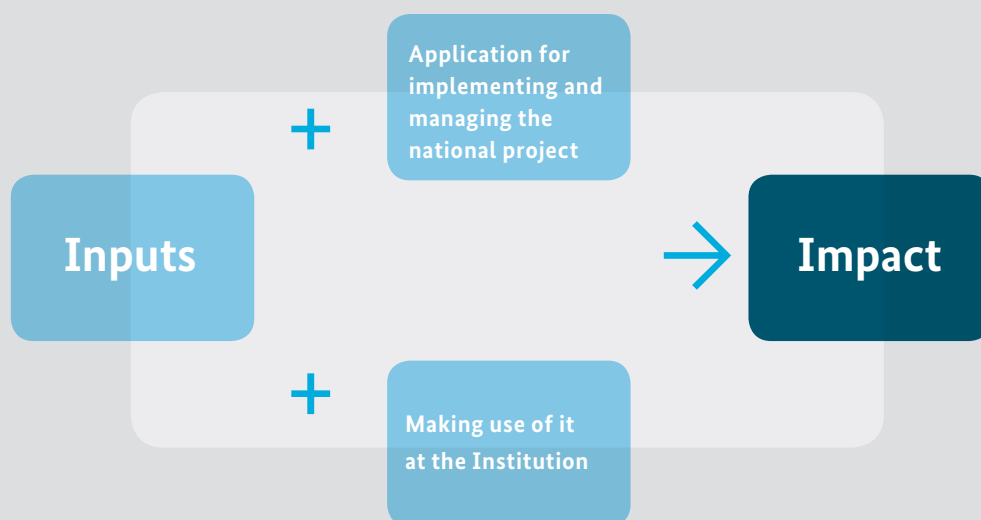 Application for
implementing and
managing the
national project
Inputs
Impact
Making use of it
at the Institution